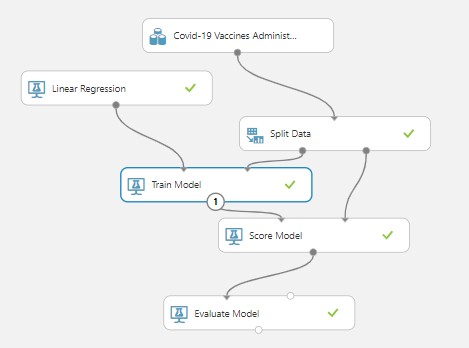 Covid-19 Vaccines Administ...
Linear Regression
Split Data
Train Model
1
Score Model
Evaluate Model